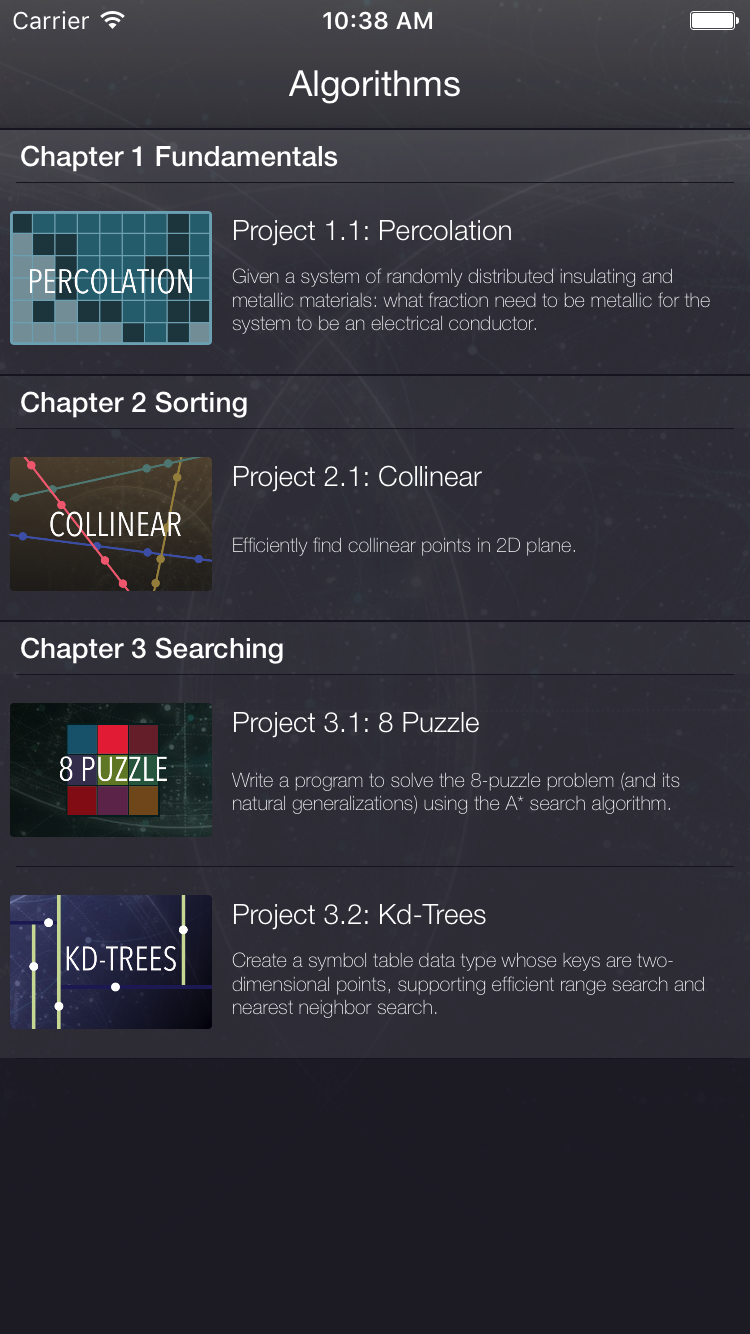 Carrier 10:38 AM
Algorithms
Chapter 1 Fundamentals
PERCOLATION
Project 1.1: Percolation
Given a system of randomly distributed insulating and
metallic materials: what fraction need to be metallic for the
system to be an electrical conductor.
Chapter 2 Sorting
COLLINEAR
Project 2.1: Collinear
Efficiently find collinear points in 2D plane.
Chapter 3 Searching
8 PUZZLE
Project 3.1: 8 Puzzle
Write a program to solve the 8-puzzle problem (and its
natural generalizations) using the A* search algorithm.
KD-TREES
Project 3.2: Kd-Trees
Create a symbol table data type whose keys are two-
dimensional points, supporting efficient range search and
nearest neighbor search.